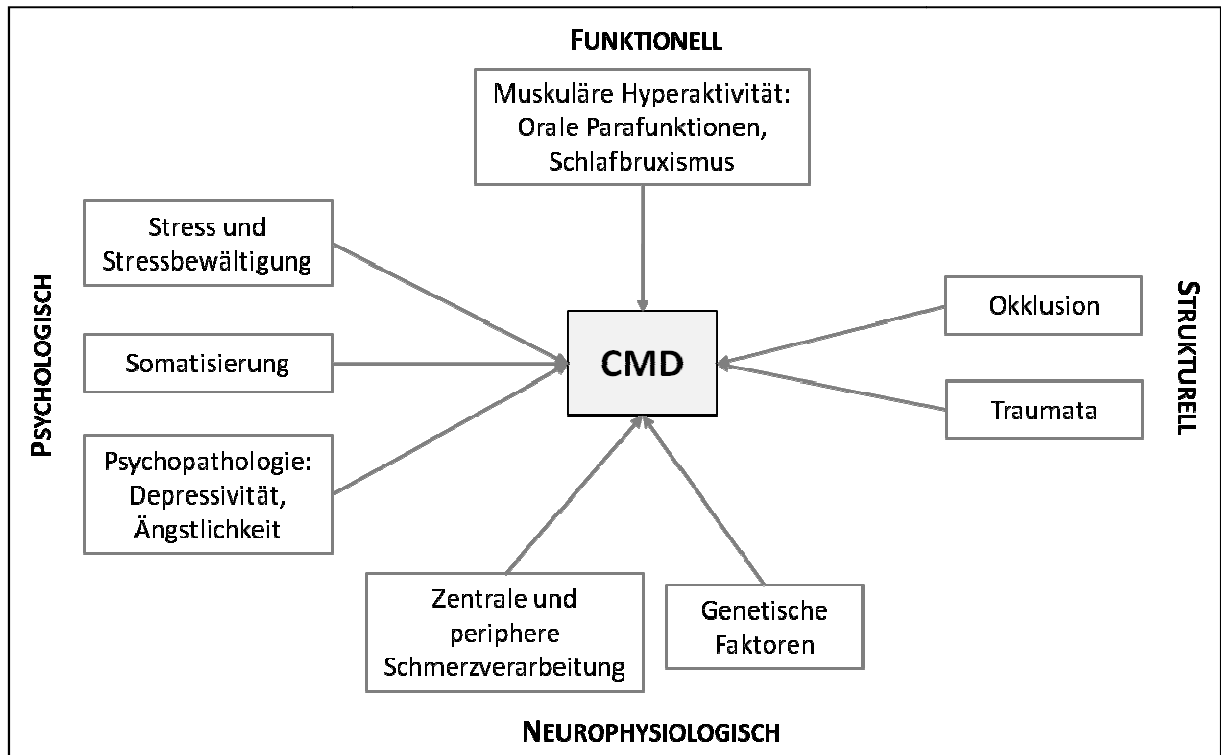 FUNKTIONELL
Muskuläre Hyperaktivität:
Orale Parafunktionen,
Schlafbruxismus
PSYCHOLOGISCH
Stress und
Stressbewältigung
Somatisierung
Psychopathologie:
Depressivität,
Ängstlichkeit
CMD
Okklusion
Traumata
STRUKTURELL
Zentrale und
periphere
Schmerzverarbeitung
Genetische
Faktoren
NEUROPHYSIOLOGISCH